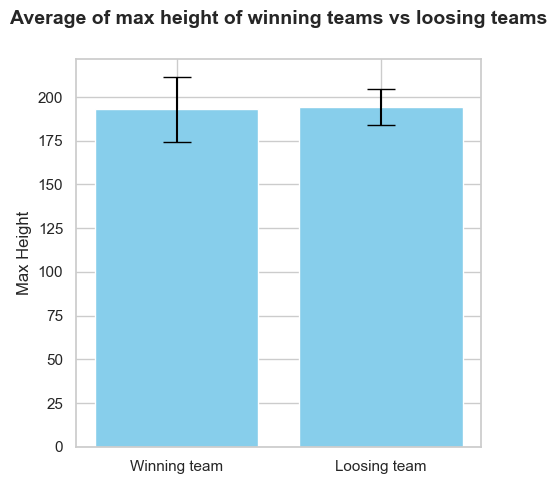 Average of max height of winning teams vs loosing teams
200
175
150
125
100
75
50
25
0
Max Height
Winning team
Loosing team